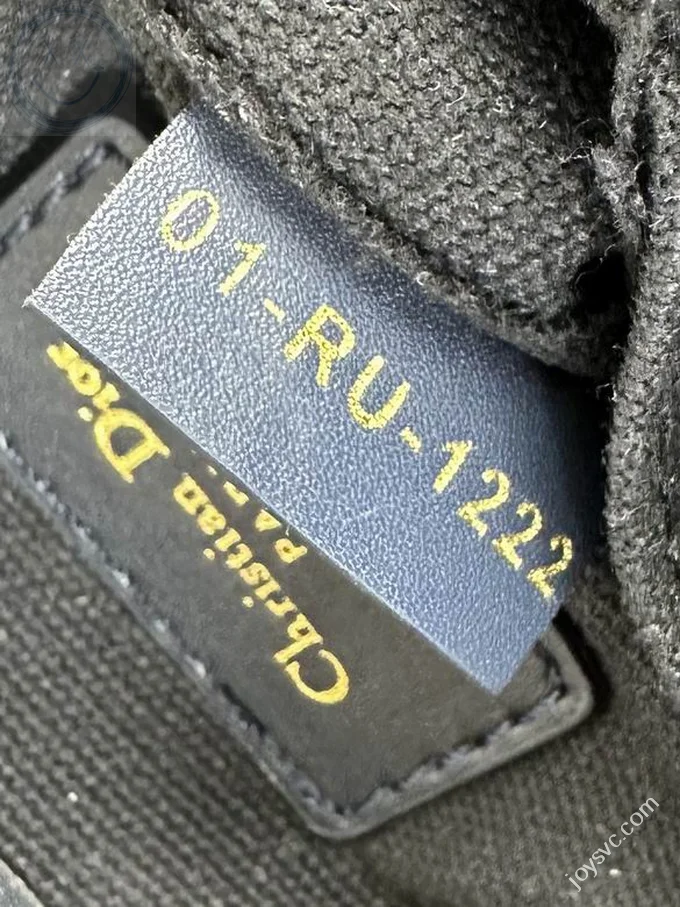 01-RU-1222
Christian Dior
joysvc.com